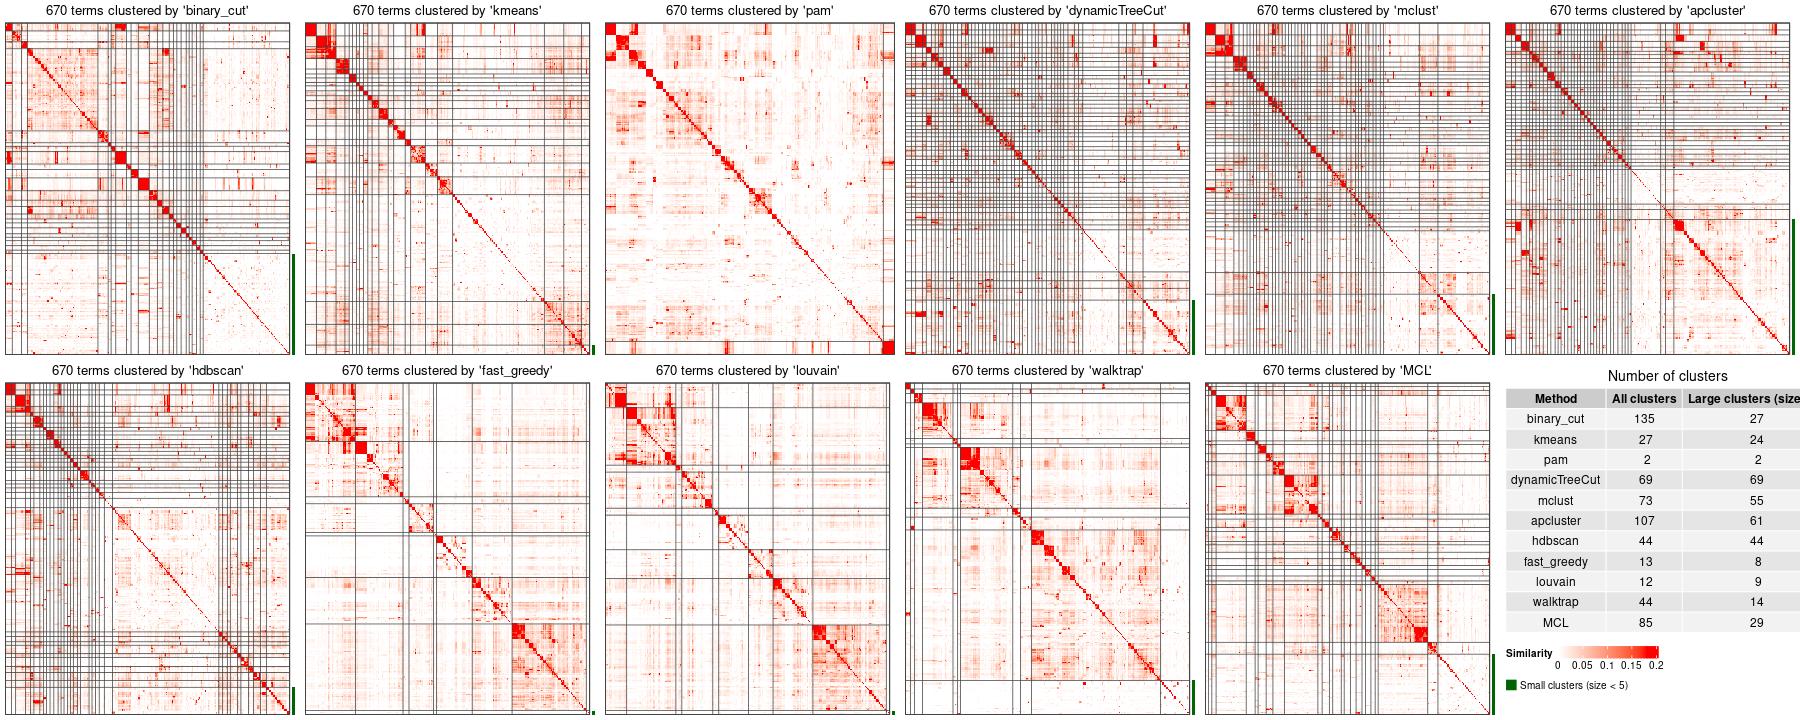 670 terms clustered by 'binary_cut'
670 terms clustered by 'kmeans'
670 terms clustered by 'pam'
670 terms clustered by 'dynamicTreeCut'
670 terms clustered by 'mclust'
670 terms clustered by 'apcluster'
670 terms clustered by 'hdbscan'
670 terms clustered by 'fast_greedy'
670 terms clustered by 'louvain'
670 terms clustered by 'walktrap'
670 terms clustered by 'MCL'
Number of clusters
Method All clusters Large clusters (size
binary_cut 135 27
kmeans 27 24
pam 2 2
dynamicTreeCut 69 69
mclust 73 55
apcluster 107 61
hdbscan 44 44
fast_greedy 13 8
louvain 12 9
walktrap 44 14
MCL 85 29
Similarity
0 0.05 0.1 0.15 0.2
Small clusters (size < 5)